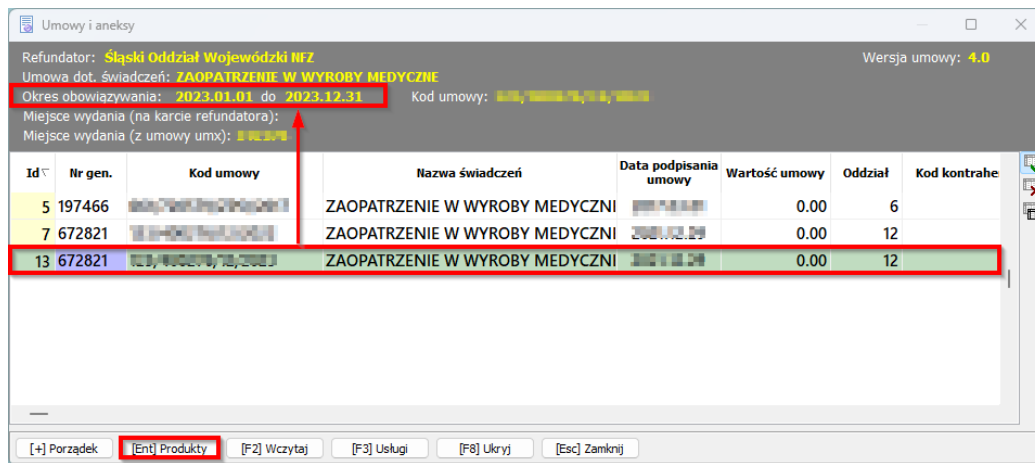 Umowy i aneksy
Refundator: Śląski Oddział Wojewódzki NFZ
Wersja umowy: 4.0
Umowa dot. świadczeń: ZAOPATRZENIE W WYROBY MEDYCZNE
Okres obowiązywania: 2023.01.01 do 2023.12.31 Kod umowy:
Miejsce wydania (na karcie refundatora):
Miejsce wydania (z umowy umx):
Id Nr gen. Kod umowy Nazwa świadczeń Data podpisania umowy Wartość umowy Oddział Kod kontrahe
5 197466 ZAOPATRZENIE W WYROBY MEDYCZNI 0.00 6
7 672821 ZAOPATRZENIE W WYROBY MEDYCZNI 0.00 12
13 672821 ZAOPATRZENIE W WYROBY MEDYCZNI 0.00 12
[+] Porządek [Ent] Produkty [F2] Wczytaj [F3] Usługi [F8] Ukryj [Esc] Zamknij